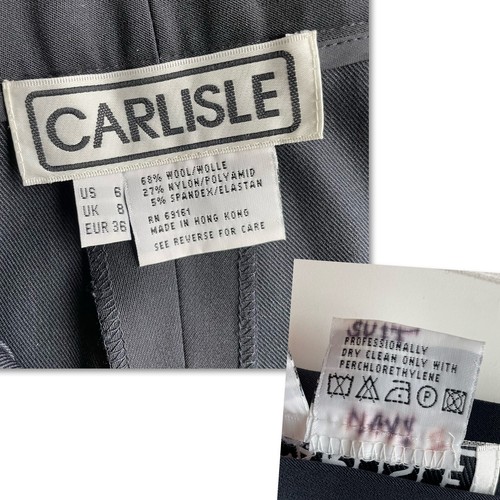 CARLISLE
US 6
UK 8
EUR 36
68% WOOL/WOLLE
27% NYLON/POLYAMID
5% SPANDEX/ELASTAN
RN 69161
MADE IN HONG KONG
SEE REVERSE FOR CARE
PROFESSIONALLY
DRY CLEAN ONLY WITH
PERCHLORETHYLENE
P
NAVY